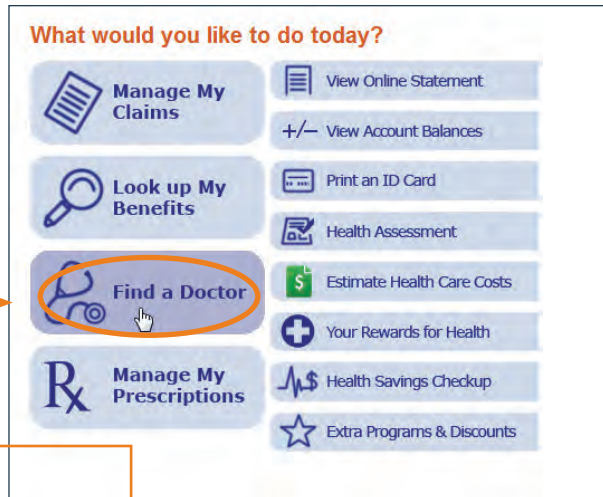 What would you like to do today?
Manage My
Claims
Look up My
Benefits
Find a Doctor
Rx Manage My
Prescriptions
View Online Statement
+/− View Account Balances
Print an ID Card
Health Assessment
$ Estimate Health Care Costs
Your Rewards for Health
$ Health Savings Checkup
Extra Programs & Discounts